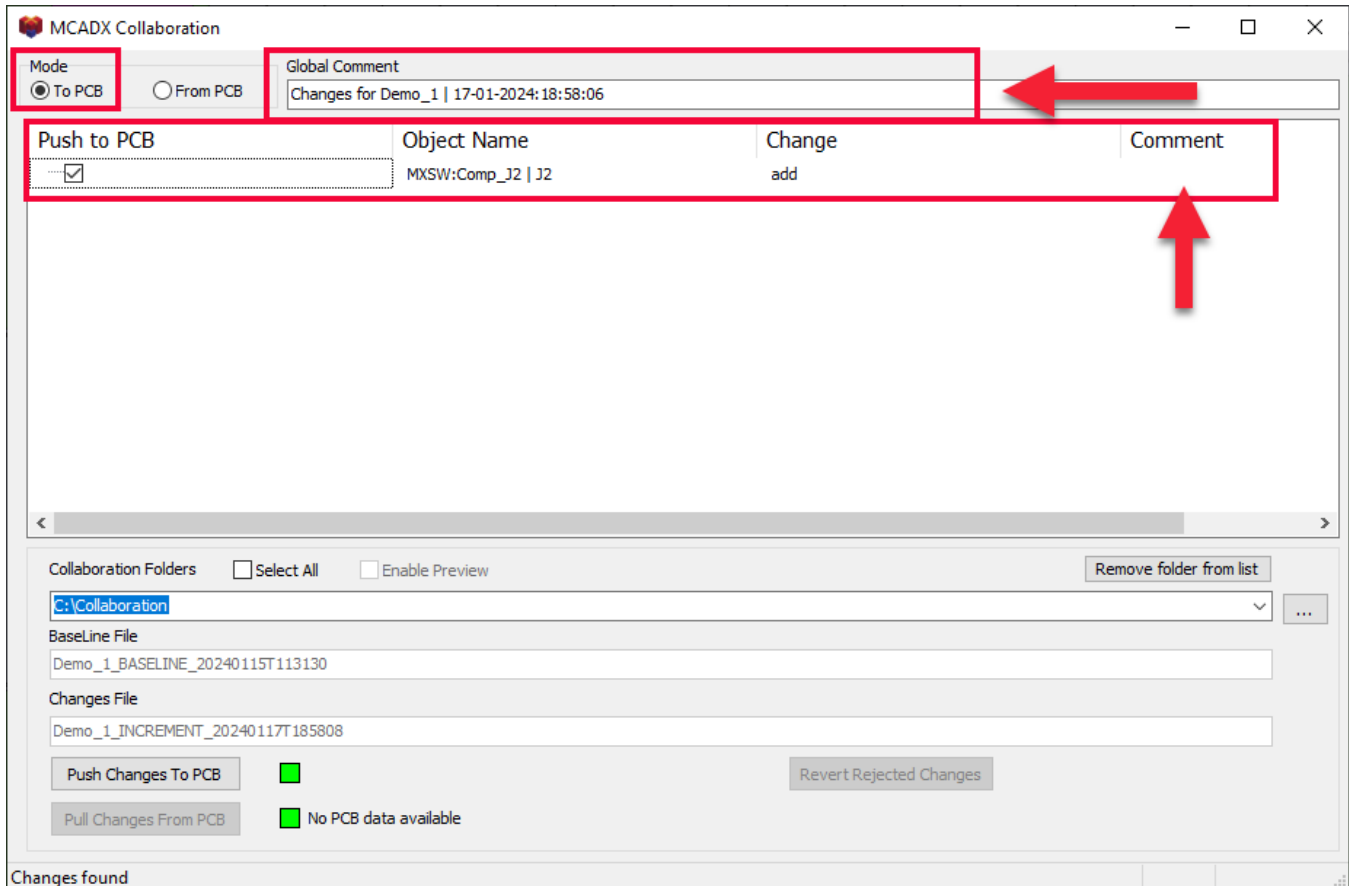 MCADX Collaboration
Mode
To PCB
From PCB
Global Comment
Changes for Demo_1 | 17-01-2024:18:58:06
Push to PCB Object Name Change Comment
MXSW:Comp_J2 | J2 add
Collaboration Folders Select All Enable Preview Remove folder from list
C:\Collaboration
...
BaseLine File
Demo_1_BASELINE_20240115T113130
Changes File
Demo_1_INCREMENT_20240117T185808
Push Changes To PCB Revert Rejected Changes
Pull Changes From PCB No PCB data available
Changes found